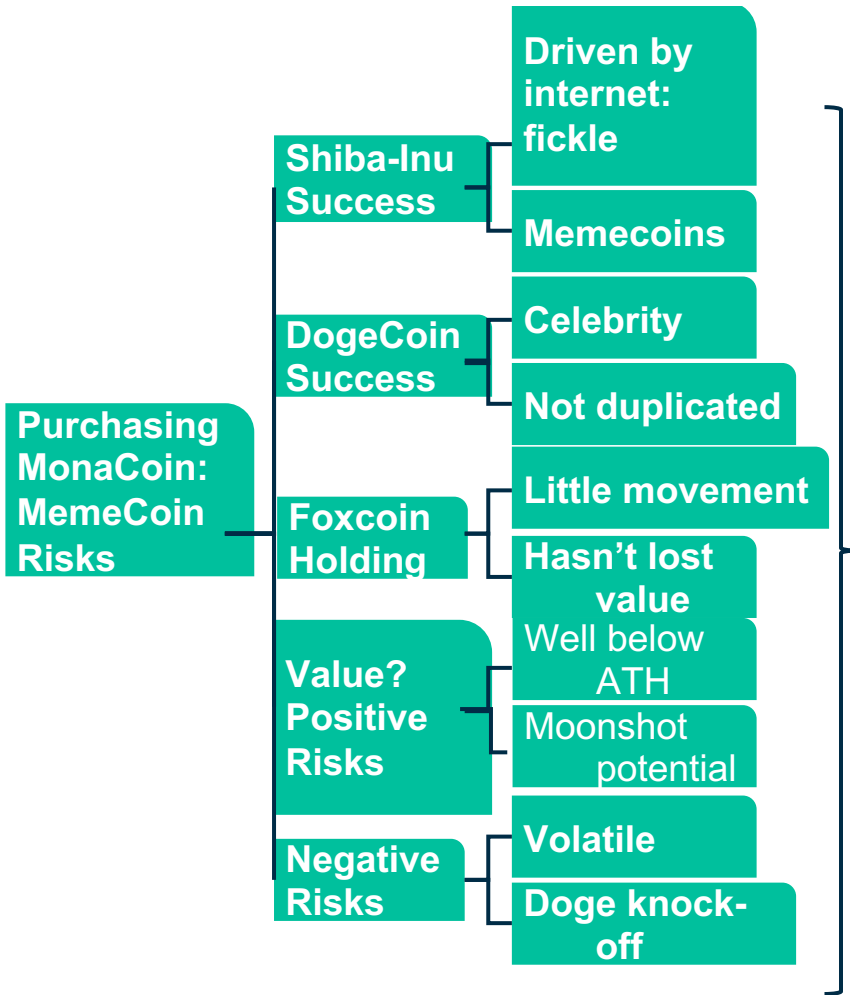 Purchasing
MonaCoin:
MemeCoin
Risks
Shiba-Inu
Success
Driven by
internet:
fickle
Memecoins
DogeCoin
Success
Celebrity
Not duplicated
Foxcoin
Holding
Little movement
Hasn’t lost
value
Value?
Positive
Risks
Well below
ATH
Moonshot
potential
Negative
Risks
Volatile
Doge knock-
off